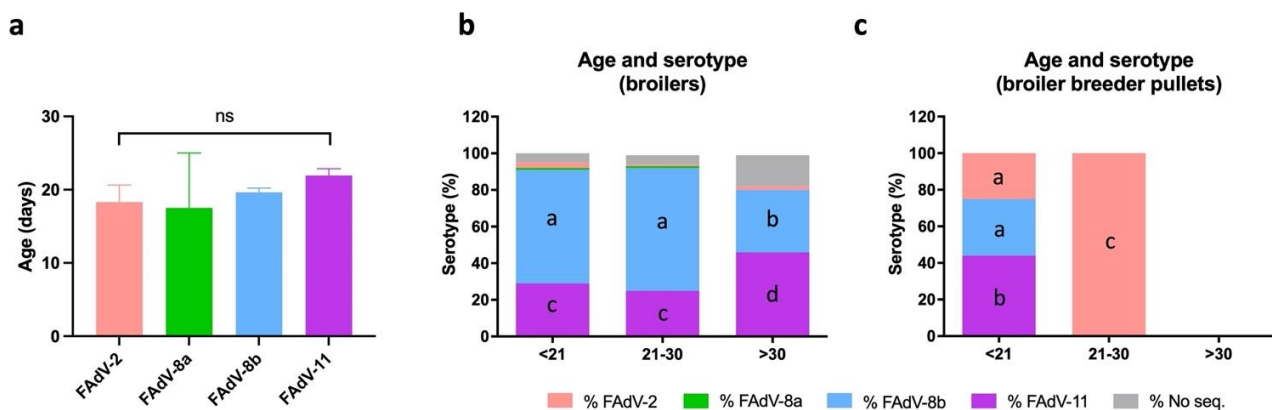 a
b
c
Age and serotype
(broilers)
Age and serotype
(broiler breeder pullets)
Age (days)
30
20
10
0
ns
FAdV-2
FAdV-8a
FAdV-8b
FAdV-11
Serotype (%)
120
100
80
60
40
20
0
a
c
a
c
b
d
<21
21-30
>30
Serotype (%)
120
100
80
60
40
20
0
a
a
b
c
<21
21-30
>30
% FAdV-2
% FAdV-8a
% FAdV-8b
% FAdV-11
% No seq.